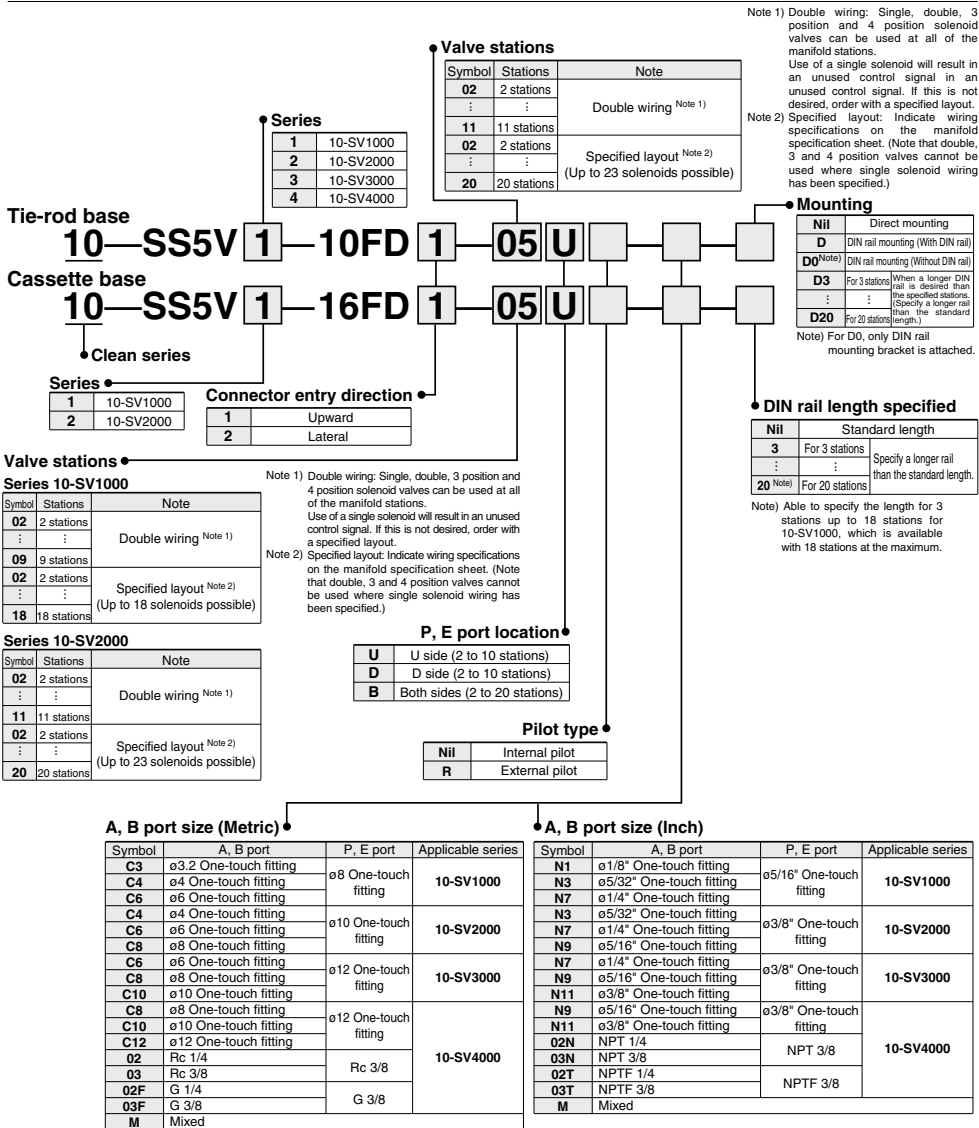 Note 1) Double wiring: Single, double, 3
position and 4 position solenoid
valves can be used at all of the
manifold stations.
Use of a single solenoid will result in
an unused control signal in an
unused control signal. If this is not
desired, order with a specified layout.
Note 2) Specified layout: Indicate wiring
specifications on the manifold
specification sheet. (Note that double,
3 and 4 position valves cannot be
used where single solenoid wiring
has been specified.)
Valve stations
Symbol Stations Note
02 2 stations
⋮ ⋮ Double wiring Note 1)
11 11 stations
02 2 stations
⋮ ⋮ Specified layout Note 2)
(Up to 23 solenoids possible)
20 20 stations
Series
1 10-SV1000
2 10-SV2000
3 10-SV3000
4 10-SV4000
Tie-rod base
10—SS5V 1—10FD 1—05 U
Cassette base
10—SS5V 1—16FD 1—05 U
Mounting
Nil Direct mounting
D DIN rail mounting (With DIN rail)
D0 Note) DIN rail mounting (Without DIN rail)
D3 For 3 stations When a longer DIN
rail is desired than
⋮ ⋮ the specified stations.
(Specify a longer rail
than the standard
D20 For 20 stations length.)
Note) For D0, only DIN rail
mounting bracket is attached.
Clean series
Series
1 10-SV1000
2 10-SV2000
Connector entry direction
1 Upward
2 Lateral
DIN rail length specified
Nil Standard length
3 For 3 stations Specify a longer rail
⋮ ⋮ than the standard length.
20 Note) For 20 stations
Note) Able to specify the length for 3
stations up to 18 stations for
10-SV1000, which is available
with 18 stations at the maximum.
Valve stations
Series 10-SV1000
Symbol Stations Note
02 2 stations
⋮ ⋮ Double wiring Note 1)
09 9 stations
02 2 stations
⋮ ⋮ Specified layout Note 2)
(Up to 18 solenoids possible)
18 18 stations
Series 10-SV2000
Symbol Stations Note
02 2 stations
⋮ ⋮ Double wiring Note 1)
11 11 stations
02 2 stations
⋮ ⋮ Specified layout Note 2)
(Up to 23 solenoids possible)
20 20 stations
Note 1) Double wiring: Single, double, 3 position and
4 position solenoid valves can be used at all
of the manifold stations.
Use of a single solenoid will result in an unused
control signal. If this is not desired, order with
a specified layout.
Note 2) Specified layout: Indicate wiring specifications
on the manifold specification sheet. (Note
that double, 3 and 4 position valves cannot
be used where single solenoid wiring has
been specified.)
P, E port location
U U side (2 to 10 stations)
D D side (2 to 10 stations)
B Both sides (2 to 20 stations)
Pilot type
Nil Internal pilot
R External pilot
A, B port size (Metric)
Symbol A, B port P, E port Applicable series
C3 ø3.2 One-touch fitting ø8 One-touch fitting 10-SV1000
C4 ø4 One-touch fitting
C6 ø6 One-touch fitting
C4 ø4 One-touch fitting ø10 One-touch fitting 10-SV2000
C6 ø6 One-touch fitting
C8 ø8 One-touch fitting
C6 ø6 One-touch fitting ø12 One-touch fitting 10-SV3000
C8 ø8 One-touch fitting
C10 ø10 One-touch fitting
C8 ø8 One-touch fitting ø12 One-touch fitting 10-SV4000
C10 ø10 One-touch fitting
C12 ø12 One-touch fitting
02 Rc 1/4 Rc 3/8
03 Rc 3/8
02F G 1/4 G 3/8
03F G 3/8
M Mixed
A, B port size (Inch)
Symbol A, B port P, E port Applicable series
N1 ø1/8" One-touch fitting ø5/16" One-touch fitting 10-SV1000
N3 ø5/32" One-touch fitting
N7 ø1/4" One-touch fitting
N3 ø5/32" One-touch fitting ø3/8" One-touch fitting 10-SV2000
N7 ø1/4" One-touch fitting
N9 ø5/16" One-touch fitting
N7 ø1/4" One-touch fitting ø3/8" One-touch fitting 10-SV3000
N9 ø5/16" One-touch fitting
N11 ø3/8" One-touch fitting
N9 ø5/16" One-touch fitting ø3/8" One-touch fitting 10-SV4000
N11 ø3/8" One-touch fitting
02N NPT 1/4 NPT 3/8
03N NPT 3/8
02T NPTF 1/4 NPTF 3/8
03T NPTF 3/8
M Mixed